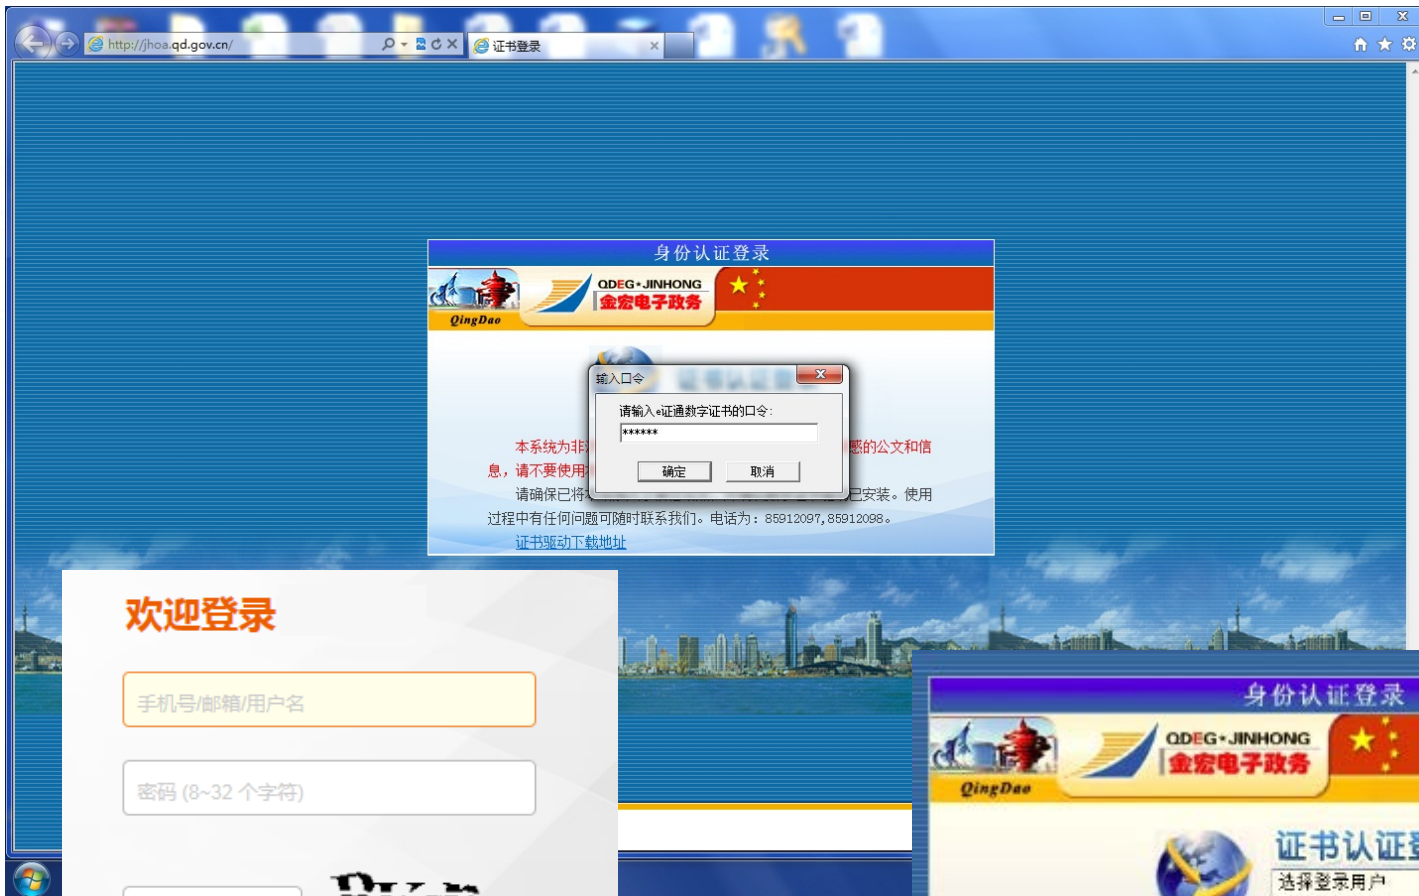 http://jhoa.qd.gov.cn/
证书登录
身份认证登录
QDEG·JINHONG
金宏电子政务
QingDao
输入口令
请输入e证通数字证书的口令:
******
确定
取消
本系统为非
感的公文和信
息，请不要使用
请确保已将
已安装。使用
过程中有任何问题可随时联系我们。电话为: 85912097,85912098。
证书驱动下载地址
欢迎登录
手机号/邮箱/用户名
密码 (8~32 个字符)
身份认证登录
QDEG·JINHONG
金宏电子政务
QingDao
证书认证登
选择登录用户